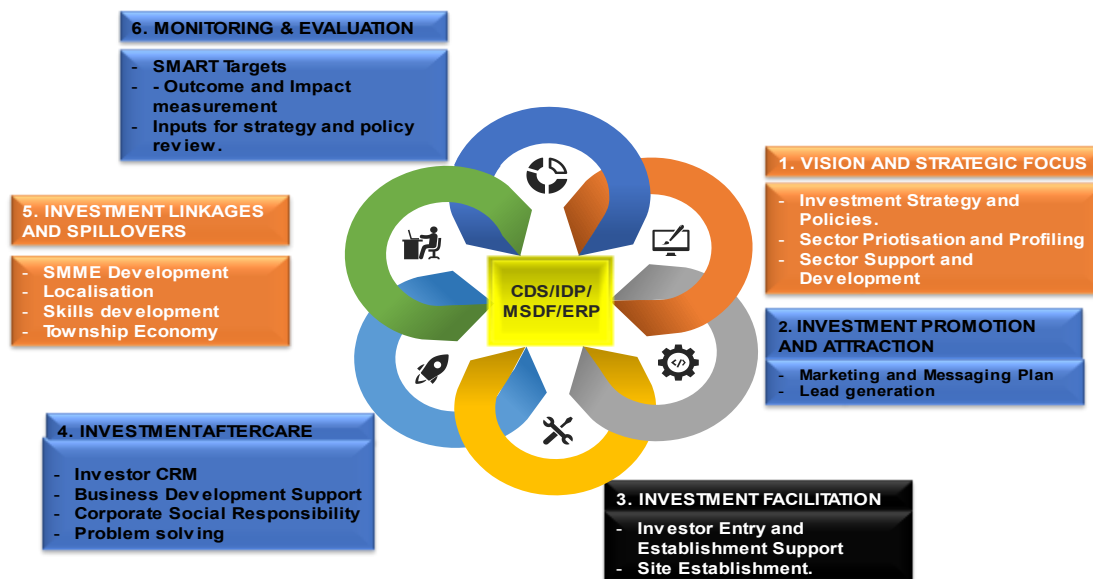 6. MONITORING & EVALUATION
- SMART Targets
- - Outcome and Impact
measurement
- Inputs for strategy and policy
review.
1. VISION AND STRATEGIC FOCUS
- Investment Strategy and
Policies.
- Sector Priotisation and Profiling
- Sector Support and
Development
5. INVESTMENT LINKAGES
AND SPILLOVERS
- SMME Development
- Localisation
- Skills development
- Township Economy
CDS/IDP/
MSDF/ERP
</>
2. INVESTMENT PROMOTION
AND ATTRACTION
- Marketing and Messaging Plan
- Lead generation
4. INVESTMENTAFTERCARE
- Investor CRM
- Business Development Support
- Corporate Social Responsibility
- Problem solving
3. INVESTMENT FACILITATION
- Investor Entry and
Establishment Support
- Site Establishment.